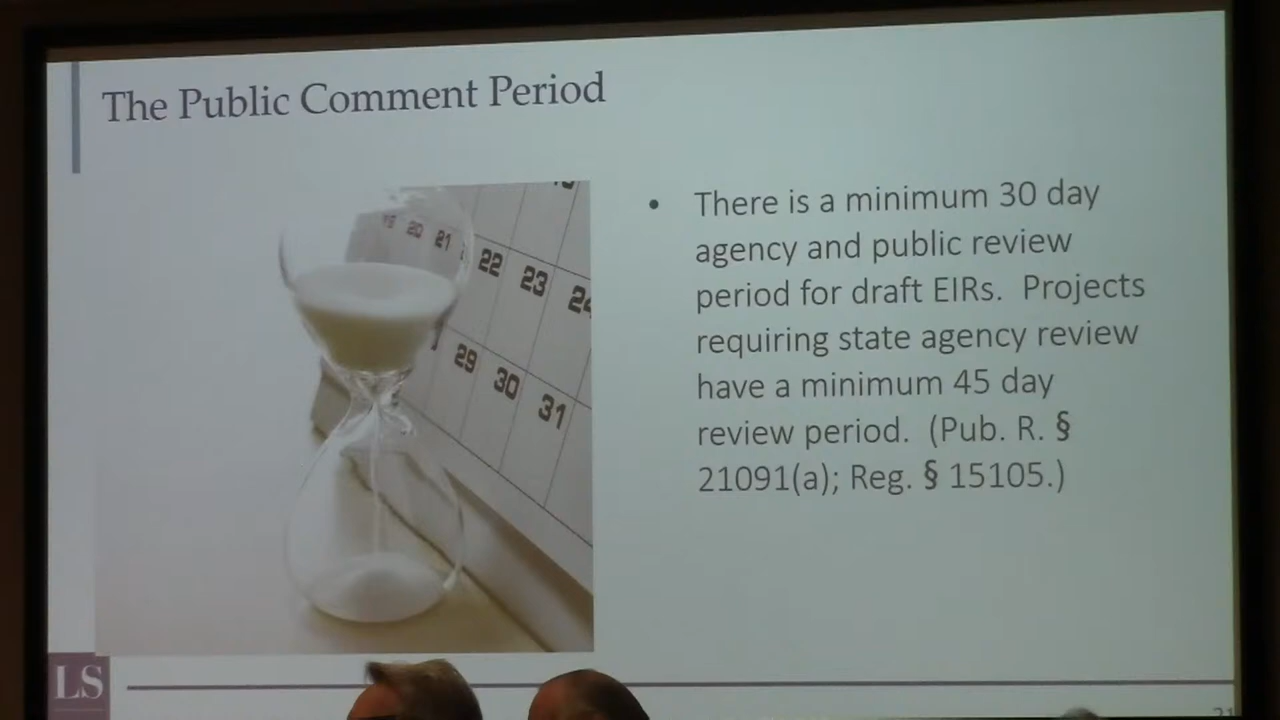 The Public Comment Period
19 20 21 22 23 24
29 30 31
• There is a minimum 30 day
agency and public review
period for draft EIRs. Projects
requiring state agency review
have a minimum 45 day
review period. (Pub. R. §
21091(a); Reg. § 15105.)
LS